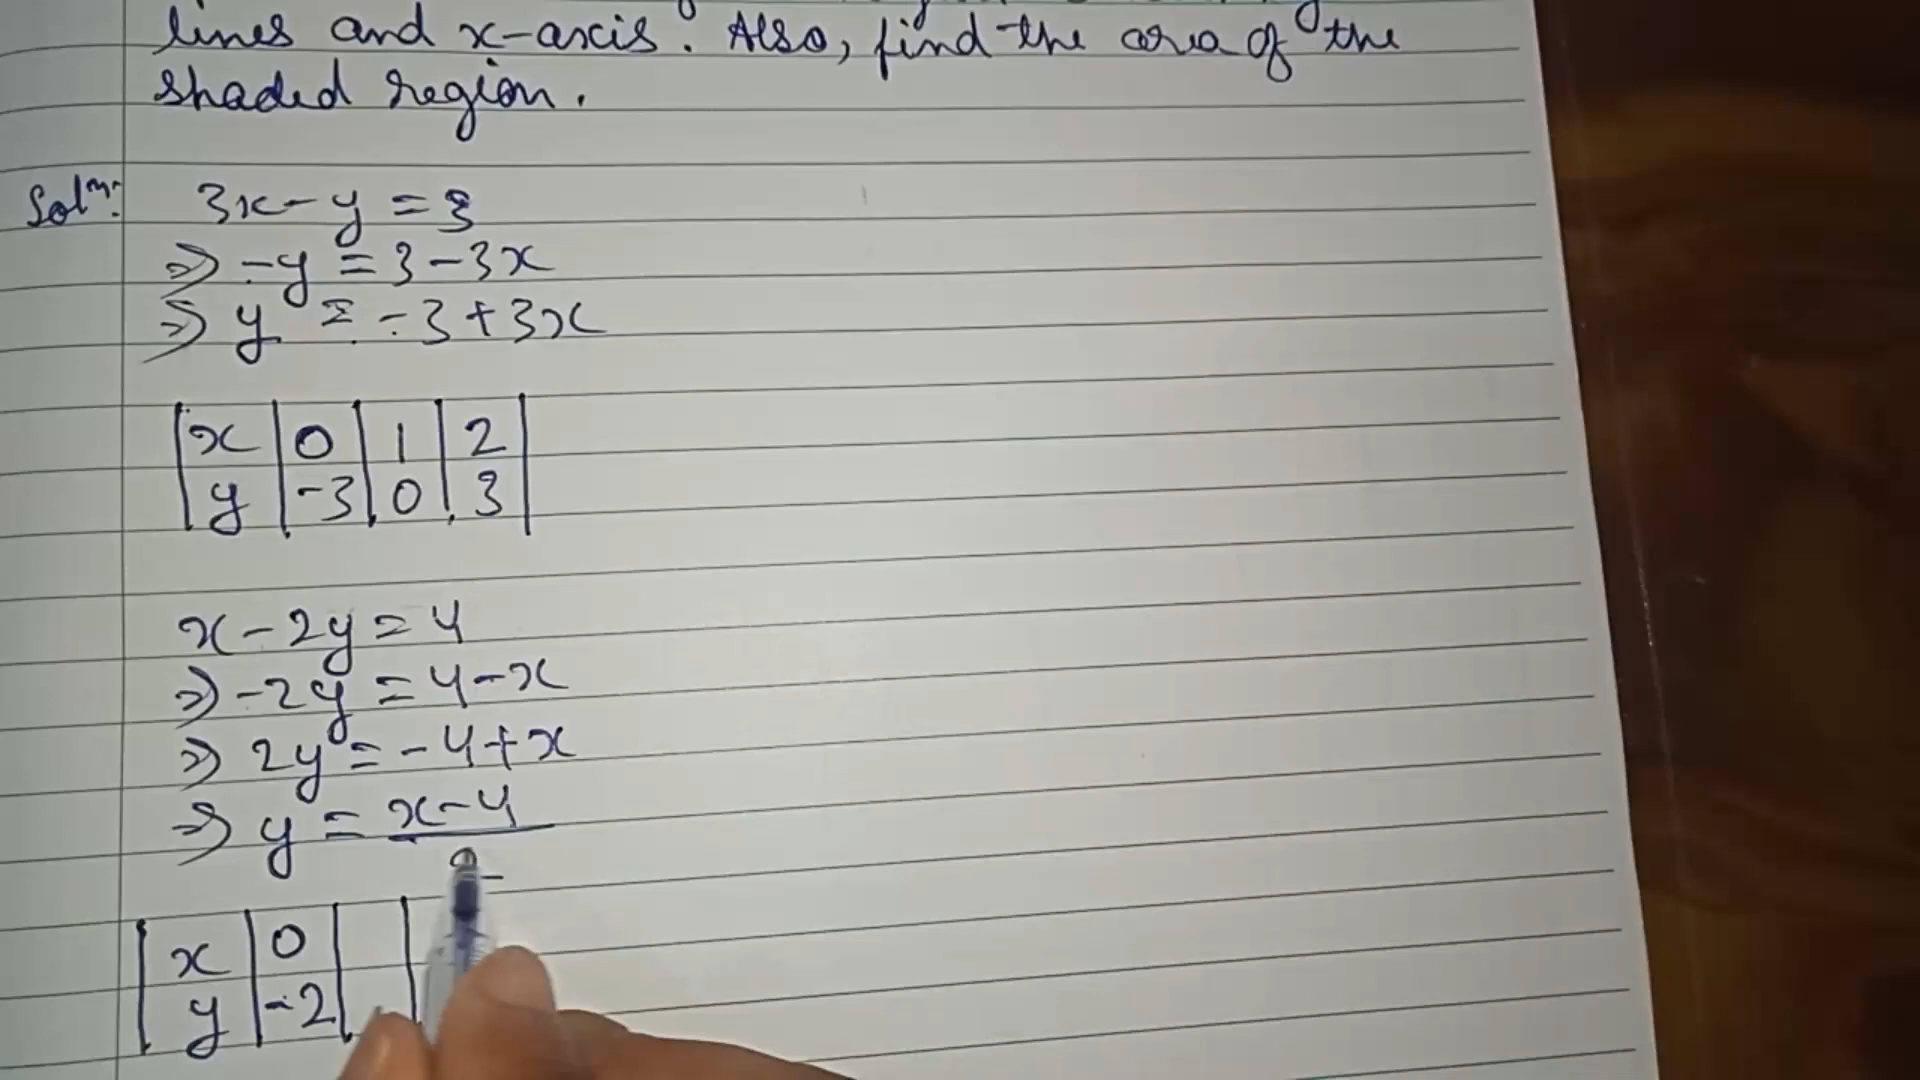 lines and x-axis. Also, find the area of the
shaded region.
Solⁿ: 3x - y = 3
⇒ -y = 3 - 3x
⇒ y = -3 + 3x
x 0 1 2
y -3 0 3
x - 2y = 4
⇒ -2y = 4 - x
⇒ 2y = -4 + x
⇒ y = x - 4
2
x 0
y -2